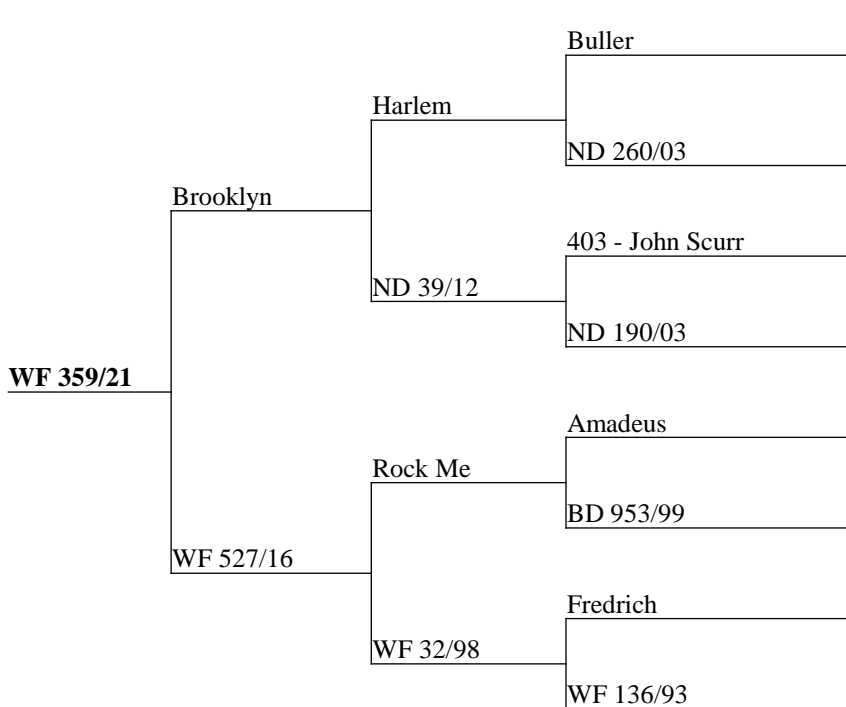 Buller
Harlem
ND 260/03
Brooklyn
403 - John Scurr
ND 39/12
ND 190/03
WF 359/21
Amadeus
Rock Me
BD 953/99
WF 527/16
Fredrich
WF 32/98
WF 136/93